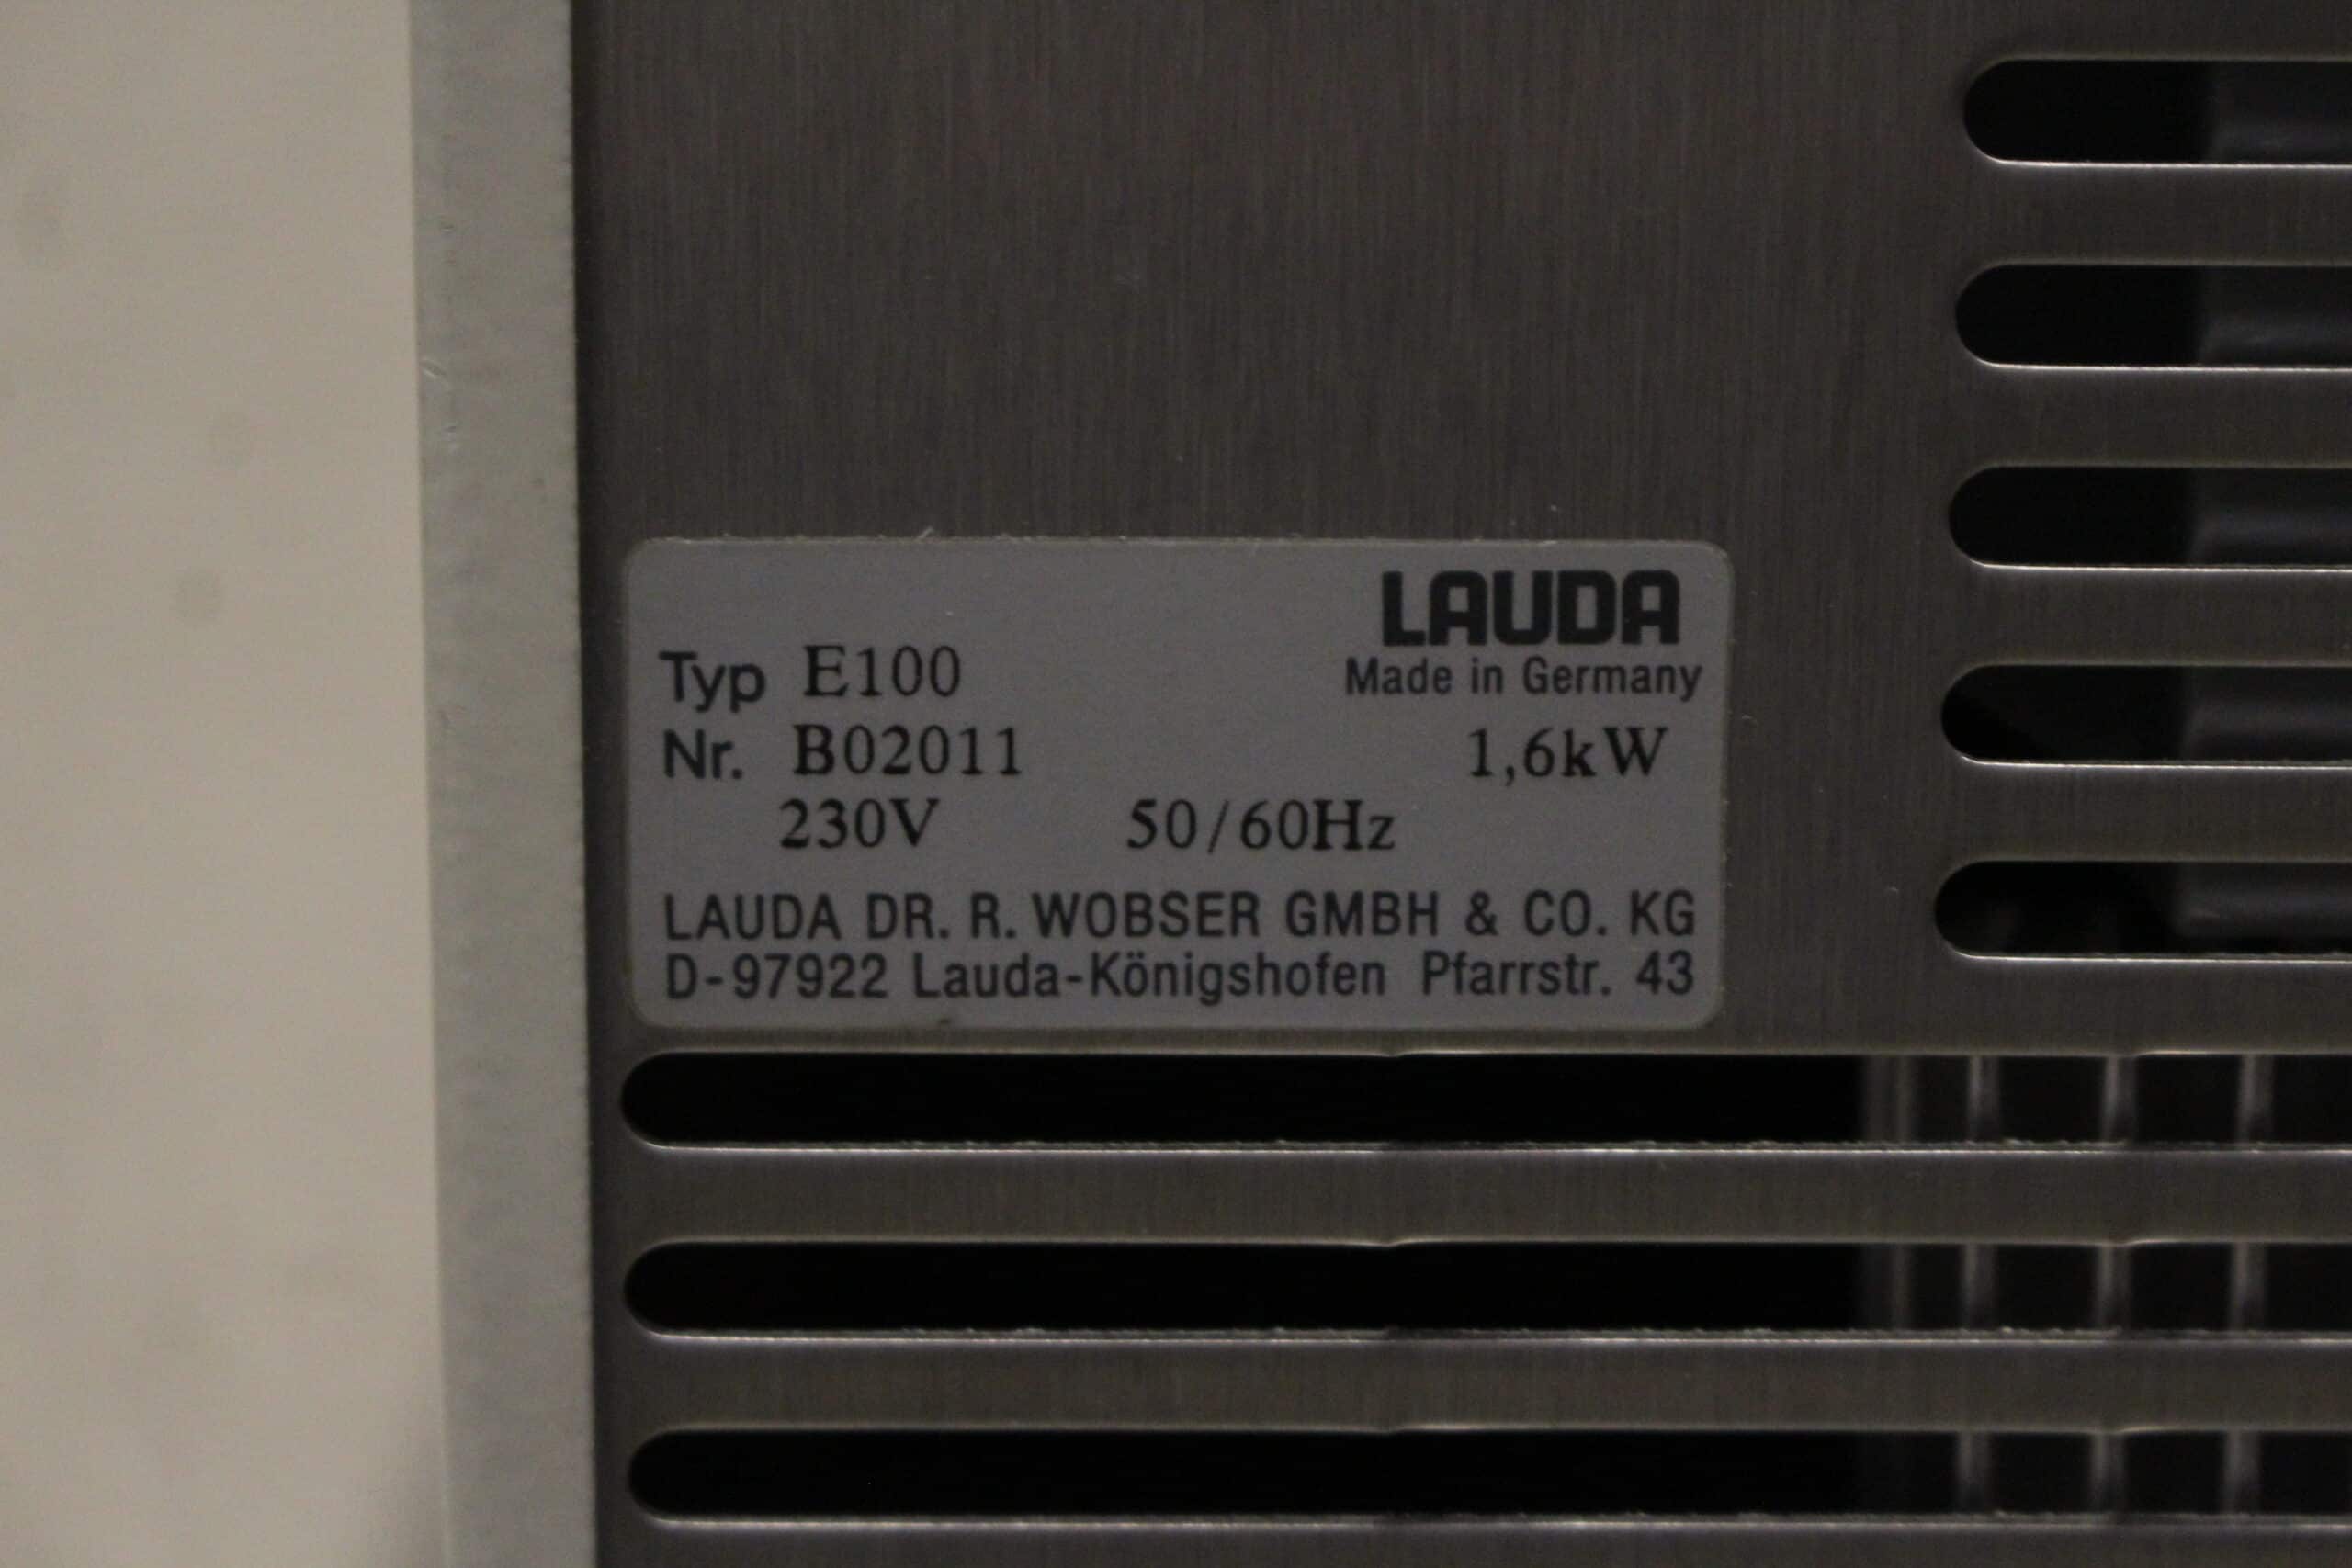 LAUDA
Typ E100 Made in Germany
Nr. B02011 1,6kW
230V 50/60Hz
LAUDA DR. R. WOBSER GMBH & CO. KG
D-97922 Lauda-Königshofen Pfarrstr. 43